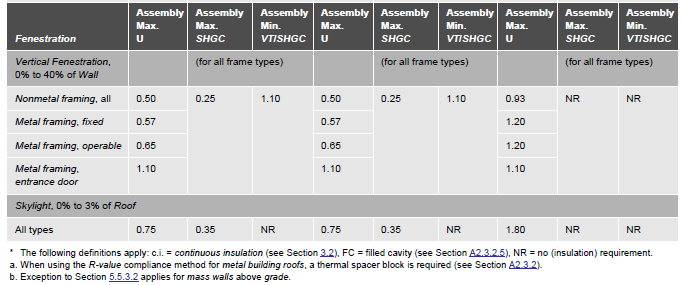 Fenestration Assembly Max. U Assembly Max. SHGC Assembly Min. VT/SHGC Assembly Max. U Assembly Max. SHGC Assembly Min. VT/SHGC Assembly Max. U Assembly Max. SHGC Assembly Min. VT/SHGC
Vertical Fenestration, (for all frame types) (for all frame types) (for all frame types)
0% to 40% of Wall
Nonmetal framing, all 0.50 0.25 1.10 0.50 0.25 1.10 0.93 NR NR
Metal framing, fixed 0.57 0.57 1.20
Metal framing, operable 0.65 0.65 1.20
Metal framing, 1.10 1.10 1.10
entrance door
Skylight, 0% to 3% of Roof
All types 0.75 0.35 NR 0.75 0.35 NR 1.80 NR NR
* The following definitions apply: c.i. = continuous insulation (see Section 3.2), FC = filled cavity (see Section A2.3.2.5), NR = no (insulation) requirement.
a. When using the R-value compliance method for metal building roofs, a thermal spacer block is required (see Section A2.3.2).
b. Exception to Section 5.5.3.2 applies for mass walls above grade.